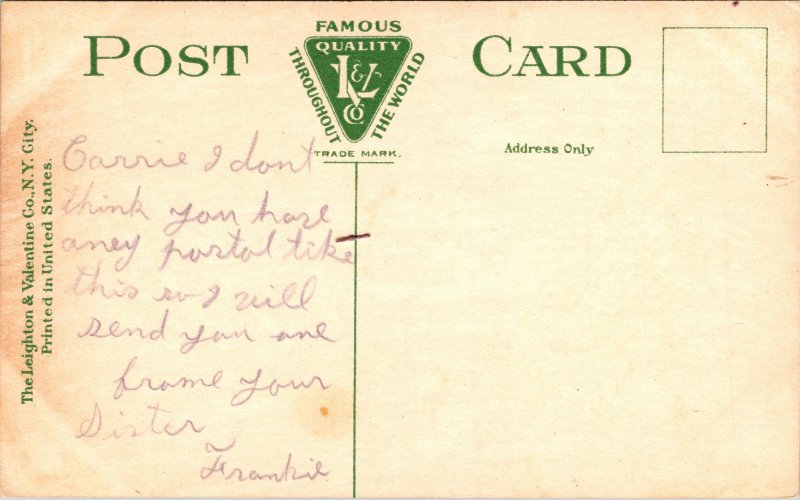 POST CARD
FAMOUS
QUALITY
THROUGHOUT
THE WORLD
L&V
CO
TRADE MARK.
Address Only
The Leighton & Valentine Co., N.Y. City.
Printed in United States.
Carrie I dont
think you have
aney postal like
this so I will
send you one
frome your
Sister
Frankie